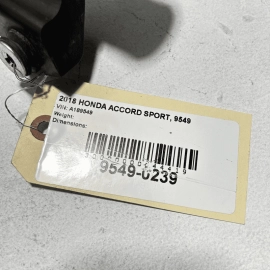 2018 HONDA ACCORD SPORT, 9549
VIN: A189549
Weight:
Dimensions:
9549-0239